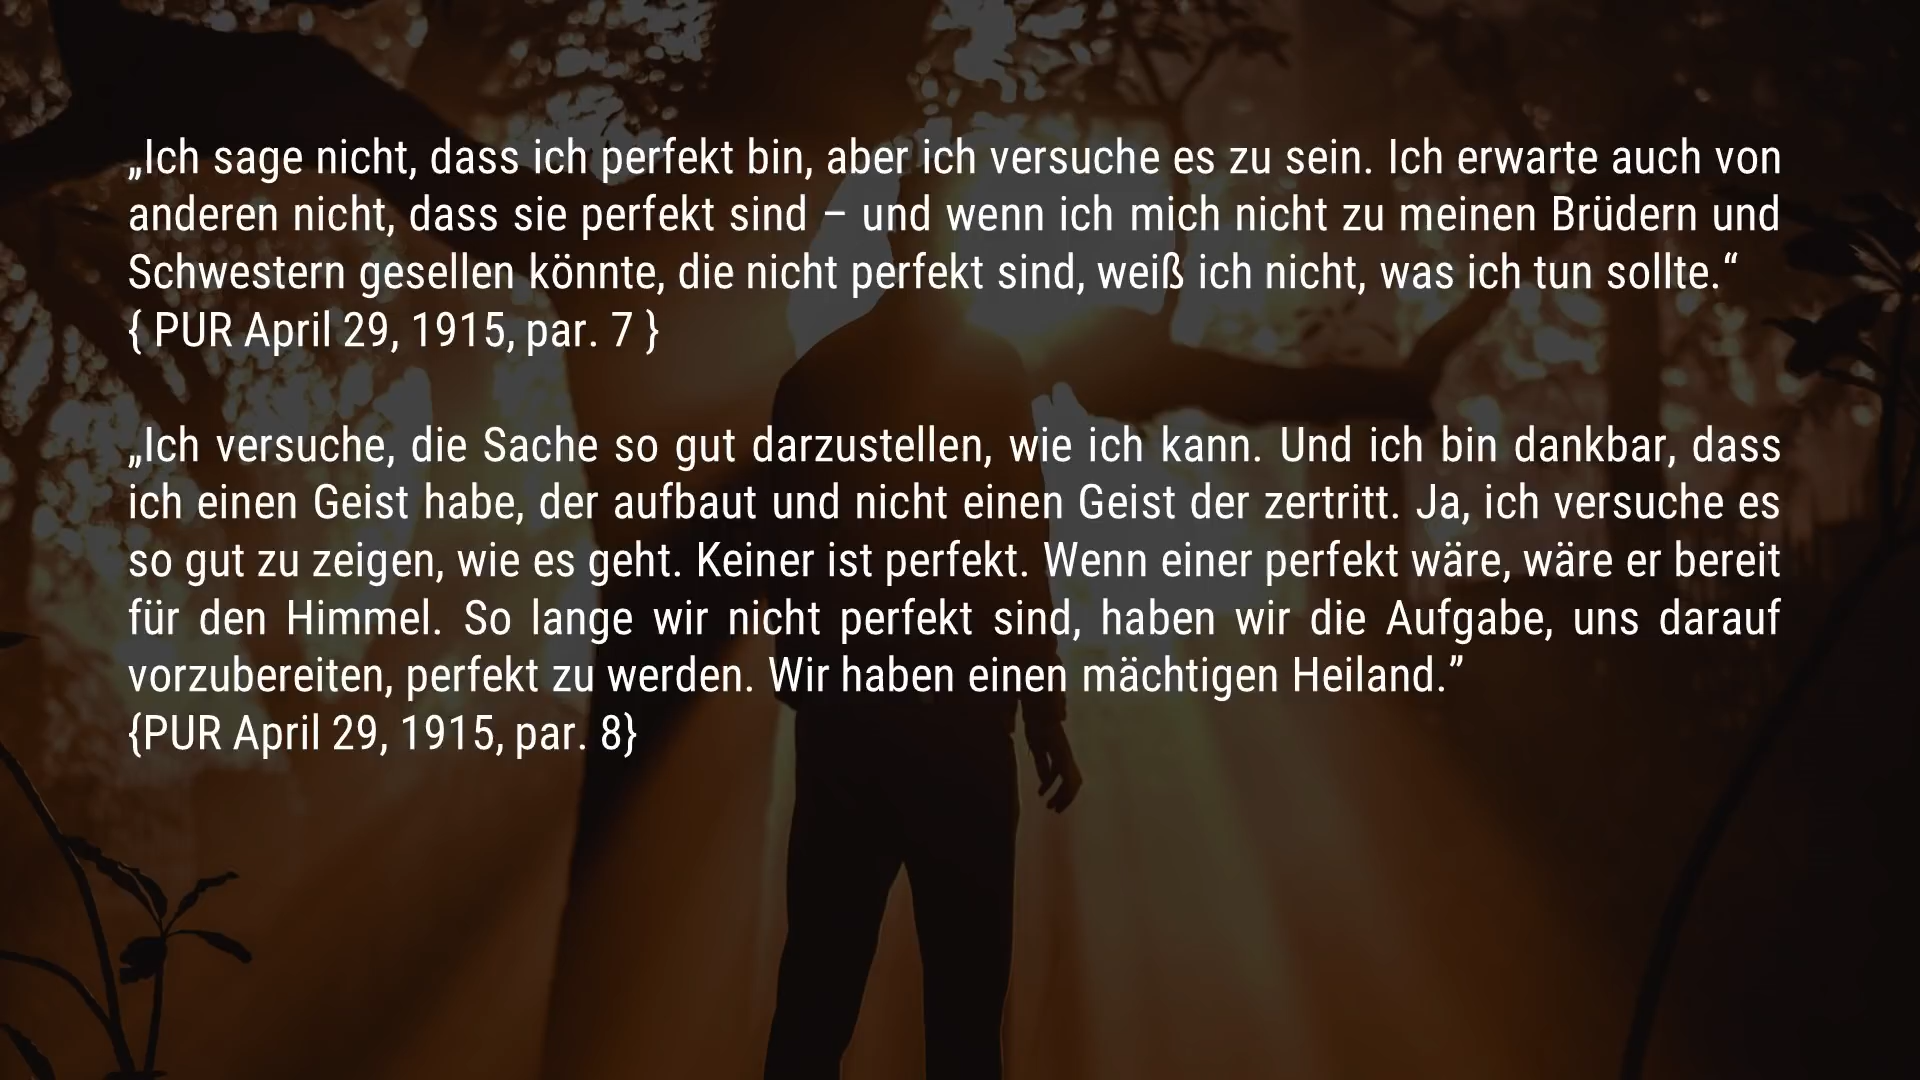 „Ich sage nicht, dass ich perfekt bin, aber ich versuche es zu sein. Ich erwarte auch von
anderen nicht, dass sie perfekt sind – und wenn ich mich nicht zu meinen Brüdern und
Schwestern gesellen könnte, die nicht perfekt sind, weiß ich nicht, was ich tun sollte.“
{ PUR April 29, 1915, par. 7 }
„Ich versuche, die Sache so gut darzustellen, wie ich kann. Und ich bin dankbar, dass
ich einen Geist habe, der aufbaut und nicht einen Geist der zertritt. Ja, ich versuche es
so gut zu zeigen, wie es geht. Keiner ist perfekt. Wenn einer perfekt wäre, wäre er bereit
für den Himmel. So lange wir nicht perfekt sind, haben wir die Aufgabe, uns darauf
vorzubereiten, perfekt zu werden. Wir haben einen mächtigen Heiland.”
{PUR April 29, 1915, par. 8}